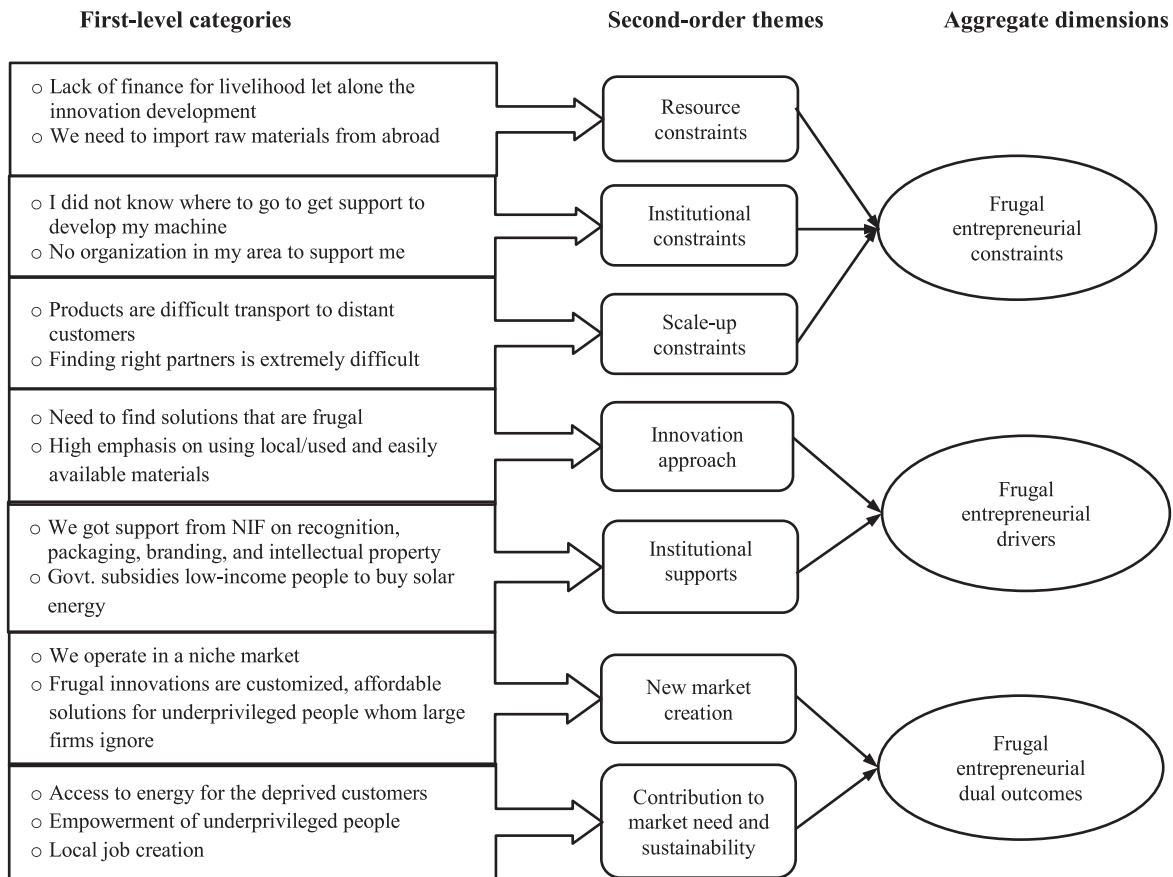 First-level categories
Second-order themes
Aggregate dimensions
o Lack of finance for livelihood let alone the
innovation development
o We need to import raw materials from abroad
Resource
constraints
o I did not know where to go to get support to
develop my machine
o No organization in my area to support me
Institutional
constraints
o Products are difficult transport to distant
customers
o Finding right partners is extremely difficult
Scale-up
constraints
Frugal
entrepreneurial
constraints
o Need to find solutions that are frugal
o High emphasis on using local/used and easily
available materials
Innovation
approach
o We got support from NIF on recognition,
packaging, branding, and intellectual property
o Govt. subsidies low-income people to buy solar
energy
Institutional
supports
Frugal
entrepreneurial
drivers
o We operate in a niche market
o Frugal innovations are customized, affordable
solutions for underprivileged people whom large
firms ignore
New market
creation
o Access to energy for the deprived customers
o Empowerment of underprivileged people
o Local job creation
Contribution to
market need and
sustainability
Frugal
entrepreneurial
dual outcomes